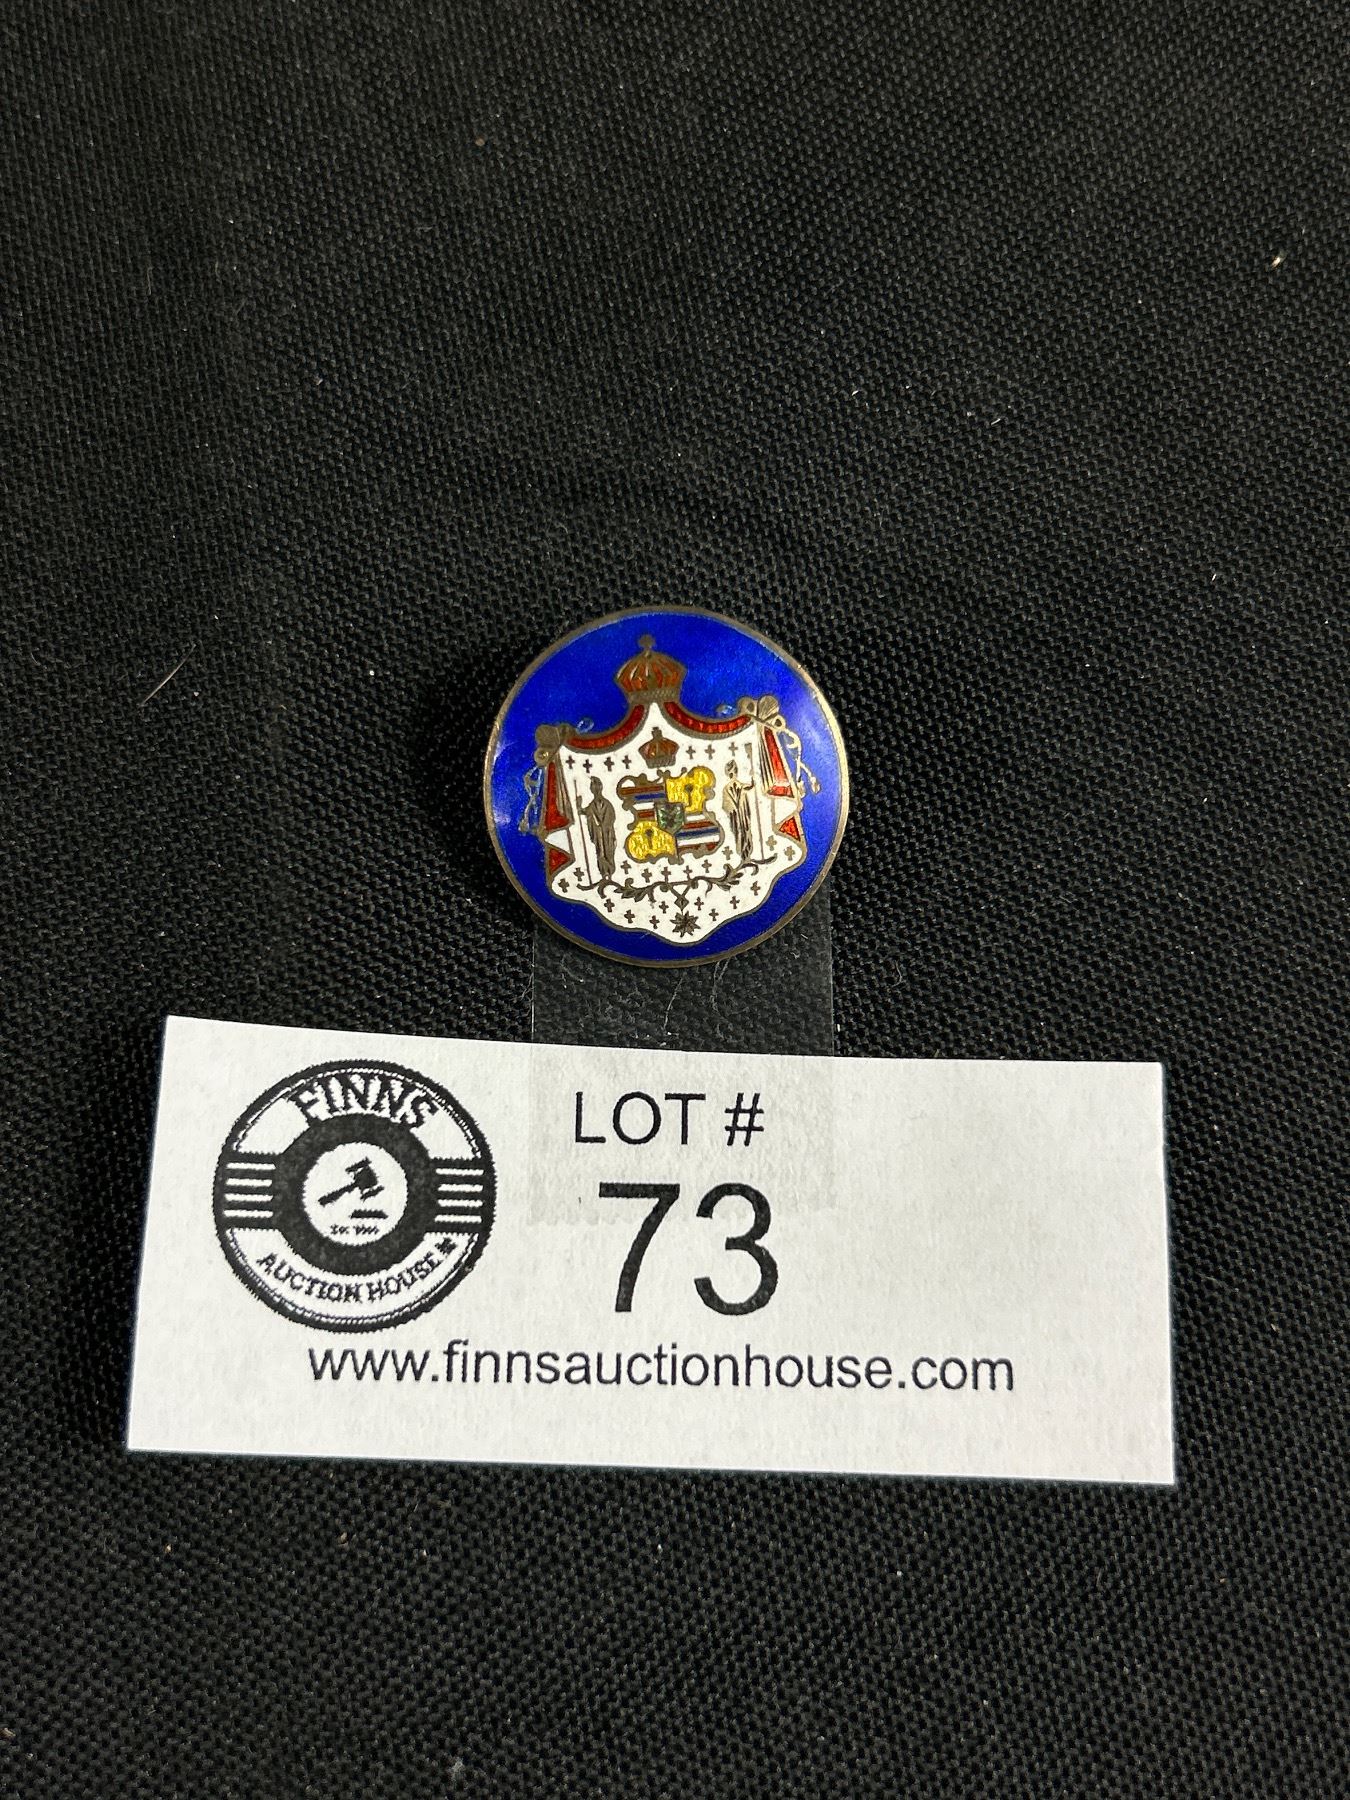 FINNS
AUCTION HOUSE
LOT #
73
www.finnsauctionhouse.com